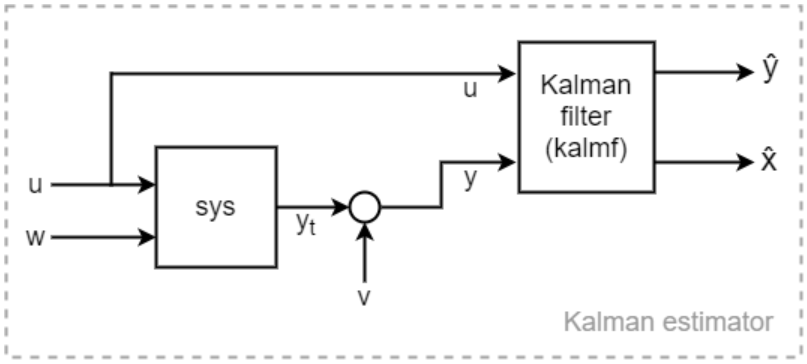 u
Kalman
filter
(kalmf)
ŷ
x̂
y
u
w
sys
yₜ
v
Kalman estimator